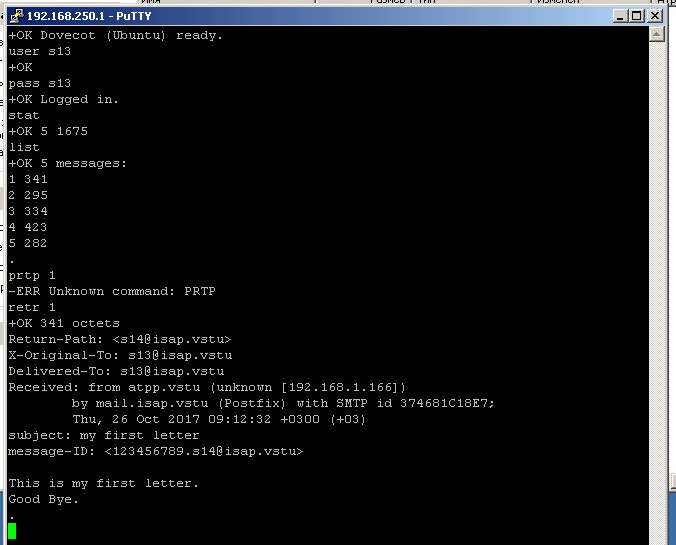 192.168.250.1 - PuTTY
+OK Dovecot (Ubuntu) ready.
user s13
+OK
pass s13
+OK Logged in.
stat
+OK 5 1675
list
+OK 5 messages:
1 341
2 295
3 334
4 423
5 282
.
prtp 1
-ERR Unknown command: PRTP
retr 1
+OK 341 octets
Return-Path: <s14@isap.vstu>
X-Original-To: s13@isap.vstu
Delivered-To: s13@isap.vstu
Received: from atpp.vstu (unknown [192.168.1.166])
by mail.isap.vstu (Postfix) with SMTP id 374681C18E7;
Thu, 26 Oct 2017 09:12:32 +0300 (+03)
subject: my first letter
message-ID: <123456789.s14@isap.vstu>
This is my first letter.
Good Bye.
.